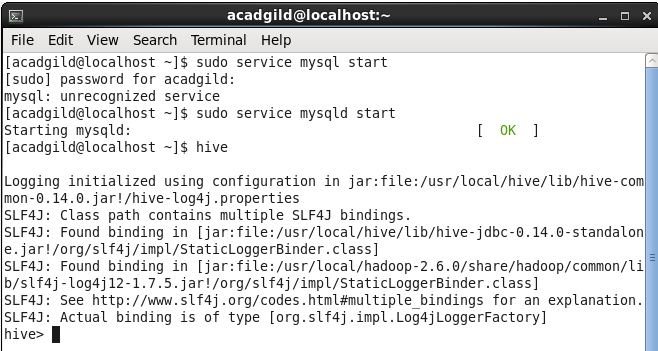 acadgild@localhost:~
File Edit View Search Terminal Help
[acadgild@localhost ~]$ sudo service mysql start
[sudo] password for acadgild:
mysql: unrecognized service
[acadgild@localhost ~]$ sudo service mysqld start
Starting mysqld: [ OK ]
[acadgild@localhost ~]$ hive
Logging initialized using configuration in jar:file:/usr/local/hive/lib/hive-com
mon-0.14.0.jar!/hive-log4j.properties
SLF4J: Class path contains multiple SLF4J bindings.
SLF4J: Found binding in [jar:file:/usr/local/hive/lib/hive-jdbc-0.14.0-standalon
e.jar!/org/slf4j/impl/StaticLoggerBinder.class]
SLF4J: Found binding in [jar:file:/usr/local/hadoop-2.6.0/share/hadoop/common/li
b/slf4j-log4j12-1.7.5.jar!/org/slf4j/impl/StaticLoggerBinder.class]
SLF4J: See http://www.slf4j.org/codes.html#multiple_bindings for an explanation.
SLF4J: Actual binding is of type [org.slf4j.impl.Log4jLoggerFactory]
hive>